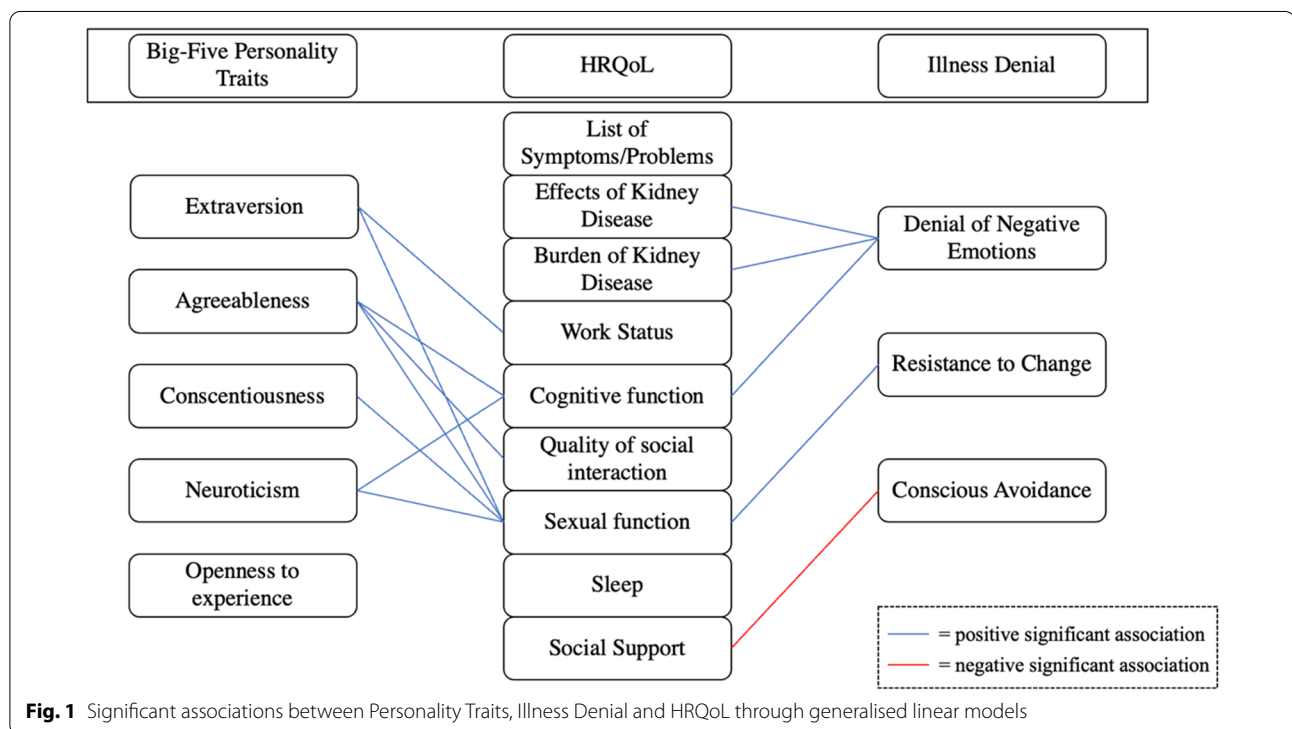 Big-Five Personality
Traits
HRQoL
Illness Denial
List of
Symptoms/Problems
Effects of Kidney
Disease
Burden of Kidney
Disease
Work Status
Cognitive function
Quality of social
interaction
Sexual function
Sleep
Social Support
Extraversion
Agreeableness
Conscentiousness
Neuroticism
Openness to
experience
Denial of Negative
Emotions
Resistance to Change
Conscious Avoidance
= positive significant association
= negative significant association
Fig. 1 Significant associations between Personality Traits, Illness Denial and HRQoL through generalised linear models